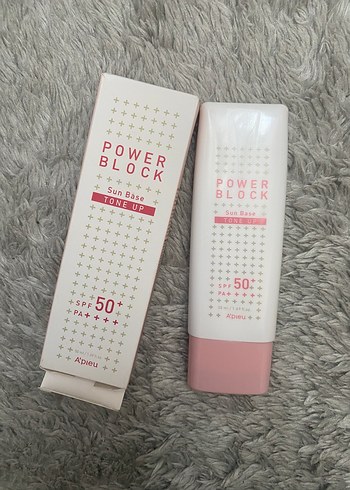 POWER
BLOCK
Sun Base
TONE UP
SPF 50+
PA++++
A'pieu
POWER
BLOCK
Sun Base
TONE UP
SPF 50+
PA++++
A'pieu